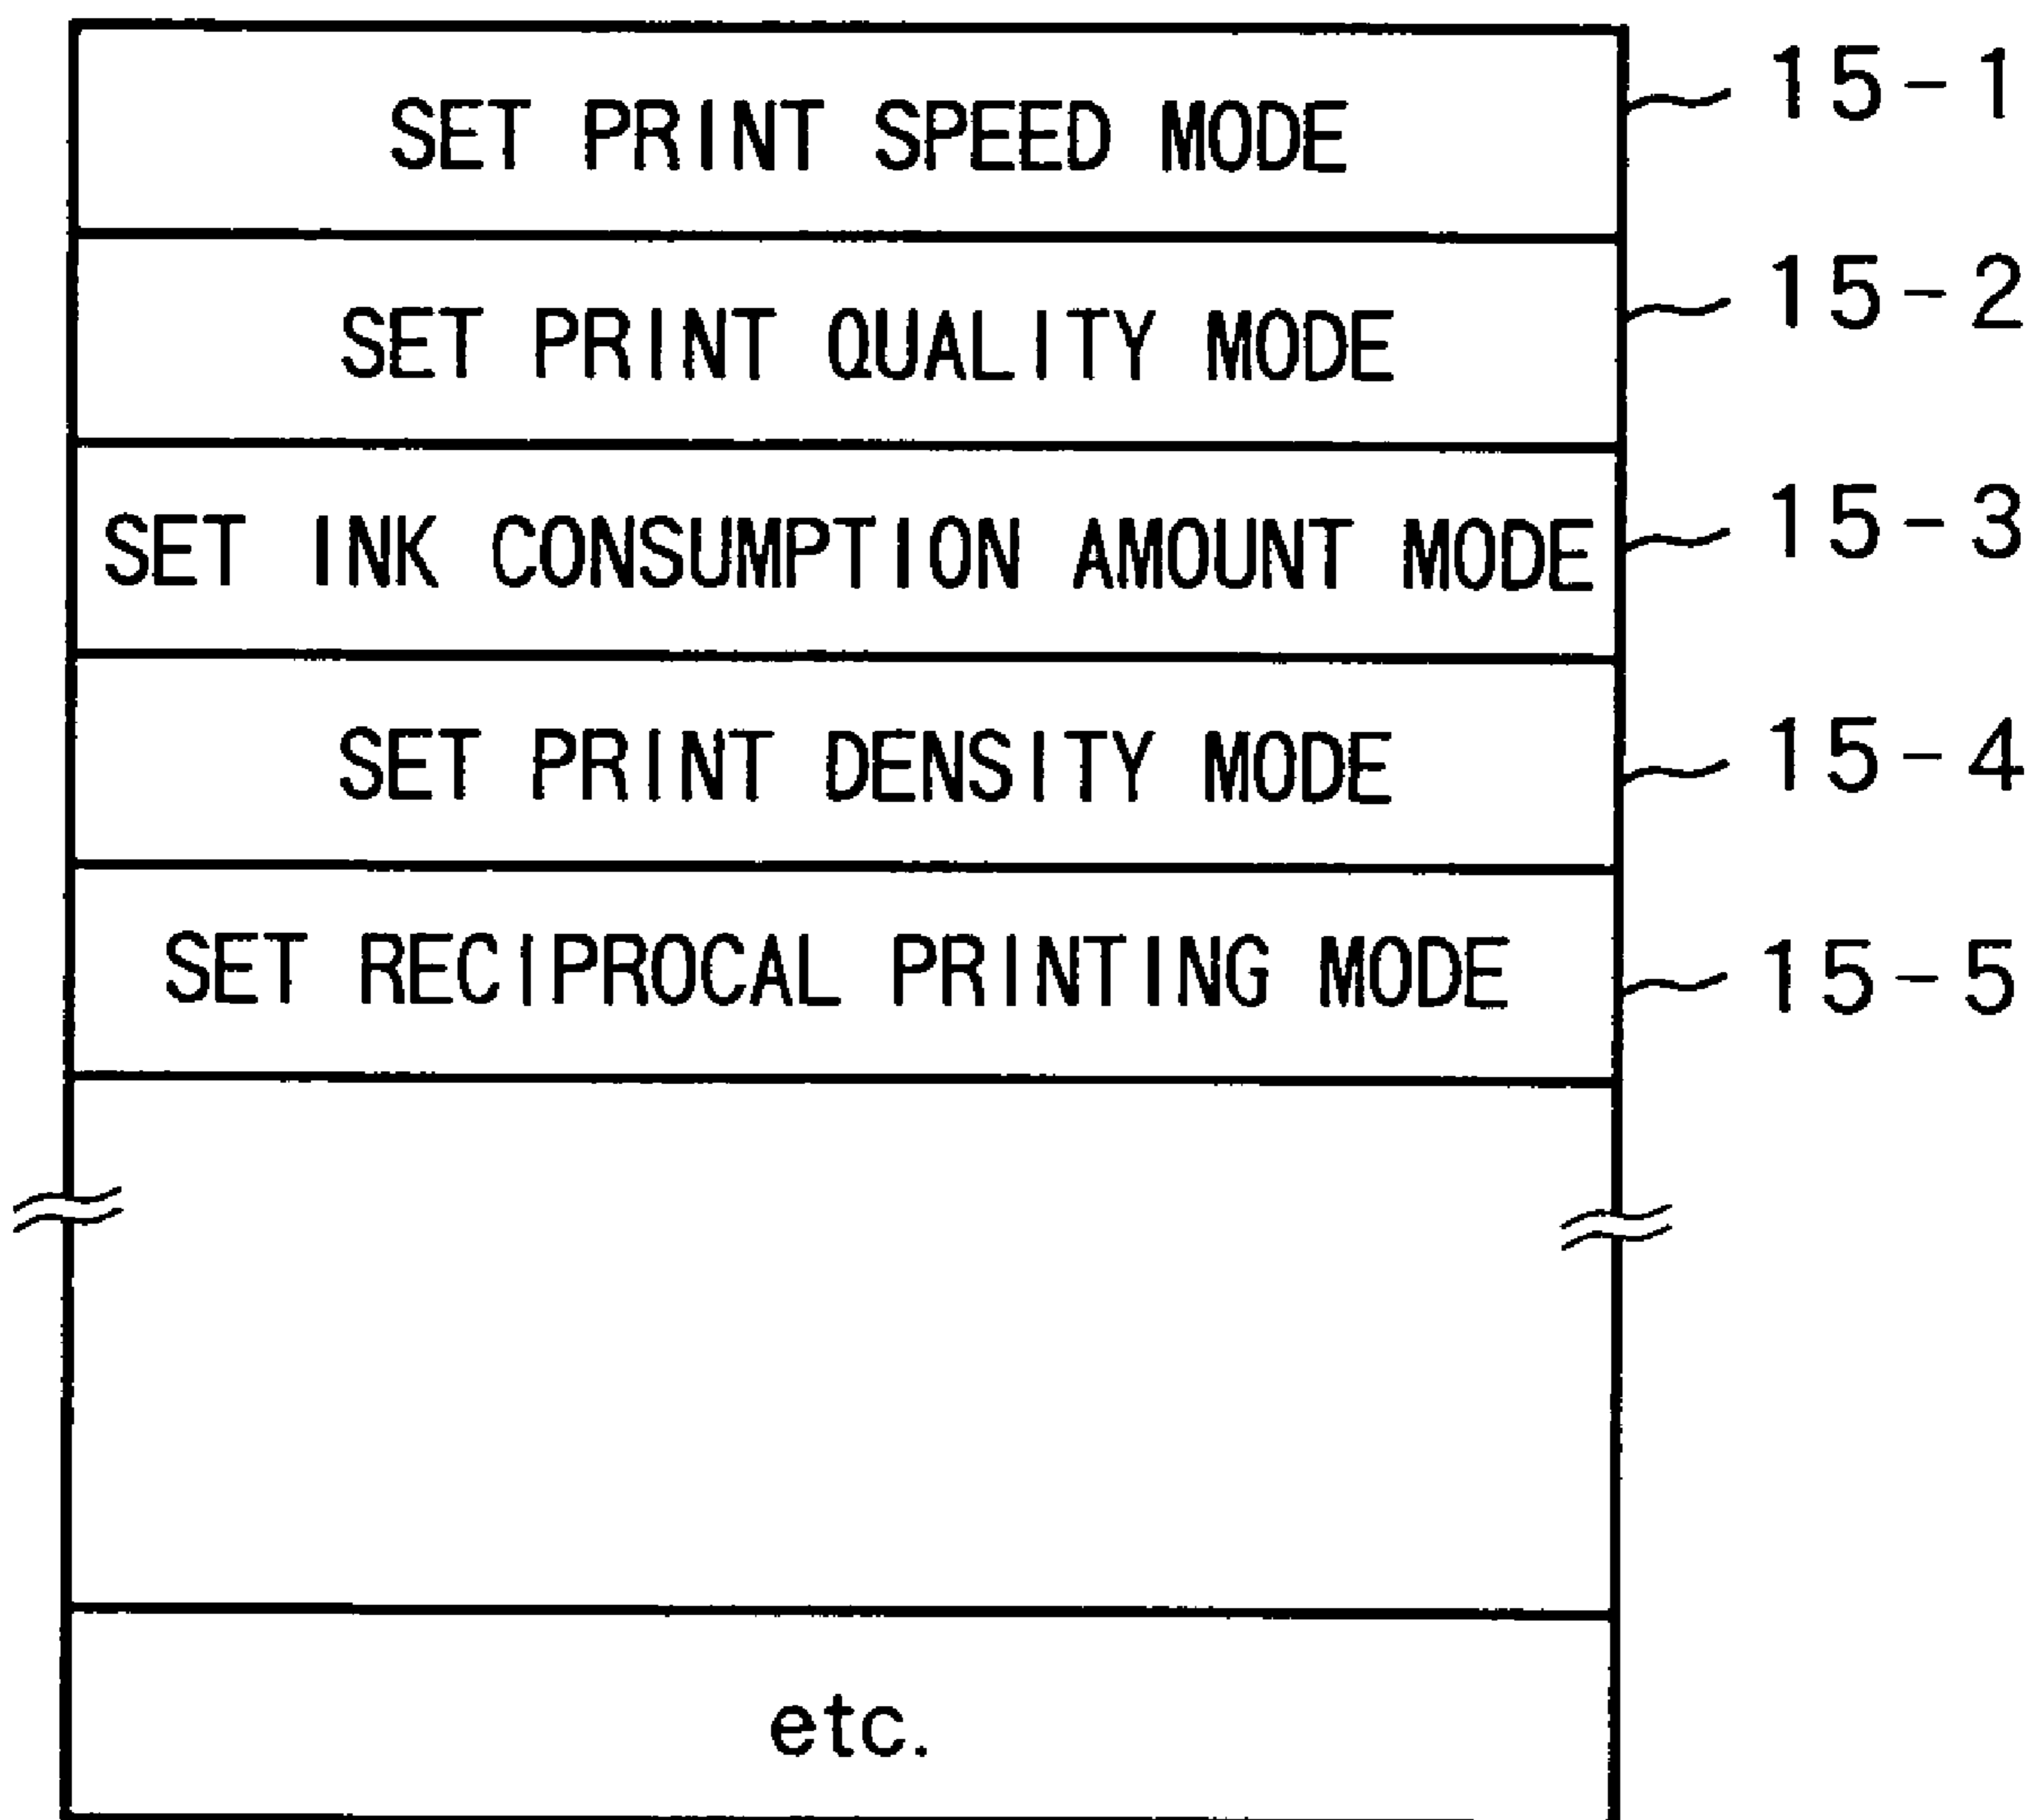 SET PRINT SPEED MODE 15-1
SET PRINT QUALITY MODE 15-2
SET INK CONSUMPTION AMOUNT MODE 15-3
SET PRINT DENSITY MODE 15-4
SET RECIPROCAL PRINTING MODE 15-5
etc.